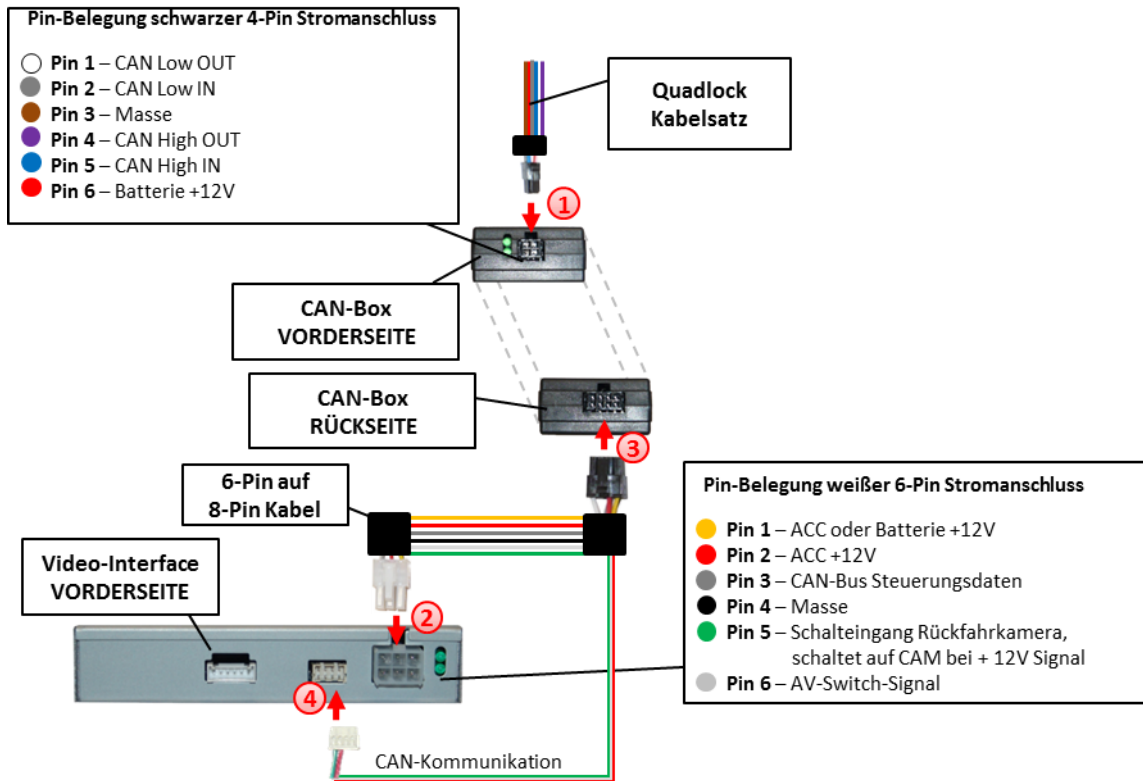 Pin-Belegung schwarzer 4-Pin Stromanschluss
Pin 1 – CAN Low OUT
Pin 2 – CAN Low IN
Pin 3 – Masse
Pin 4 – CAN High OUT
Pin 5 – CAN High IN
Pin 6 – Batterie +12V
Quadlock
Kabelsatz
1
CAN-Box
VORDERSEITE
CAN-Box
RÜCKSEITE
3
6-Pin auf
8-Pin Kabel
Video-Interface
VORDERSEITE
2
4
CAN-Kommunikation
Pin-Belegung weißer 6-Pin Stromanschluss
Pin 1 – ACC oder Batterie +12V
Pin 2 – ACC +12V
Pin 3 – CAN-Bus Steuerungsdaten
Pin 4 – Masse
Pin 5 – Schalteingang Rückfahrkamera,
schaltet auf CAM bei + 12V Signal
Pin 6 – AV-Switch-Signal